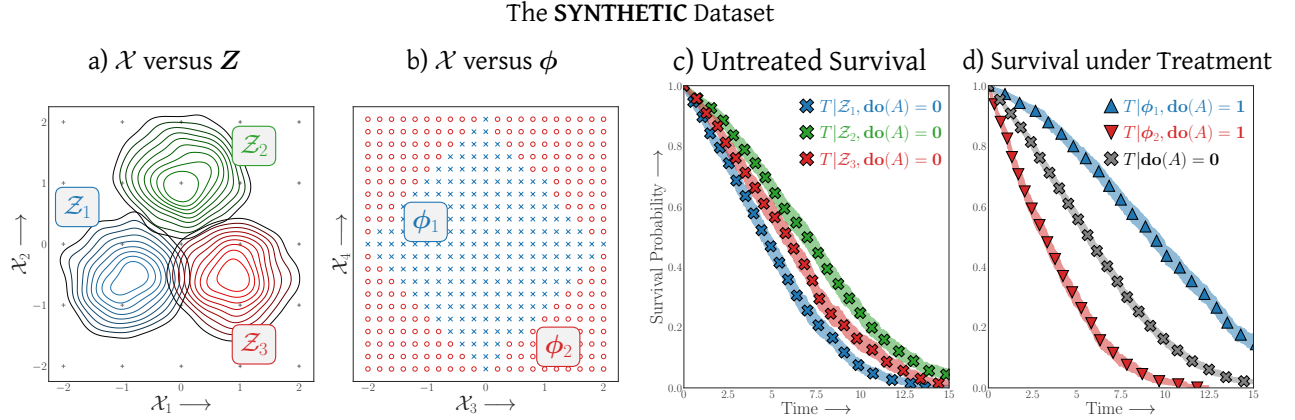 The SYNTHETIC Dataset
a) 𝒳 versus Z
b) 𝒳 versus ϕ
c) Untreated Survival
d) Survival under Treatment
𝒳₂ ⟶
2
1
0
−1
−2
𝒵₁
𝒵₂
𝒵₃
−2 −1 0 1 2
𝒳₁ ⟶
𝒳₄ ⟶
ϕ₁
ϕ₂
−2 −1 0 1 2
𝒳₃ ⟶
Survival Probability ⟶
1.0
0.8
0.6
0.4
0.2
0.0
T|𝒵₁, do(A) = 0
T|𝒵₂, do(A) = 0
T|𝒵₃, do(A) = 0
0 2.5 5 7.5 10 12.5 15
Time ⟶
1.0
0.8
0.6
0.4
0.2
0.0
T|ϕ₁, do(A) = 1
T|ϕ₂, do(A) = 1
T|do(A) = 0
0 2.5 5 7.5 10 12.5 15
Time ⟶